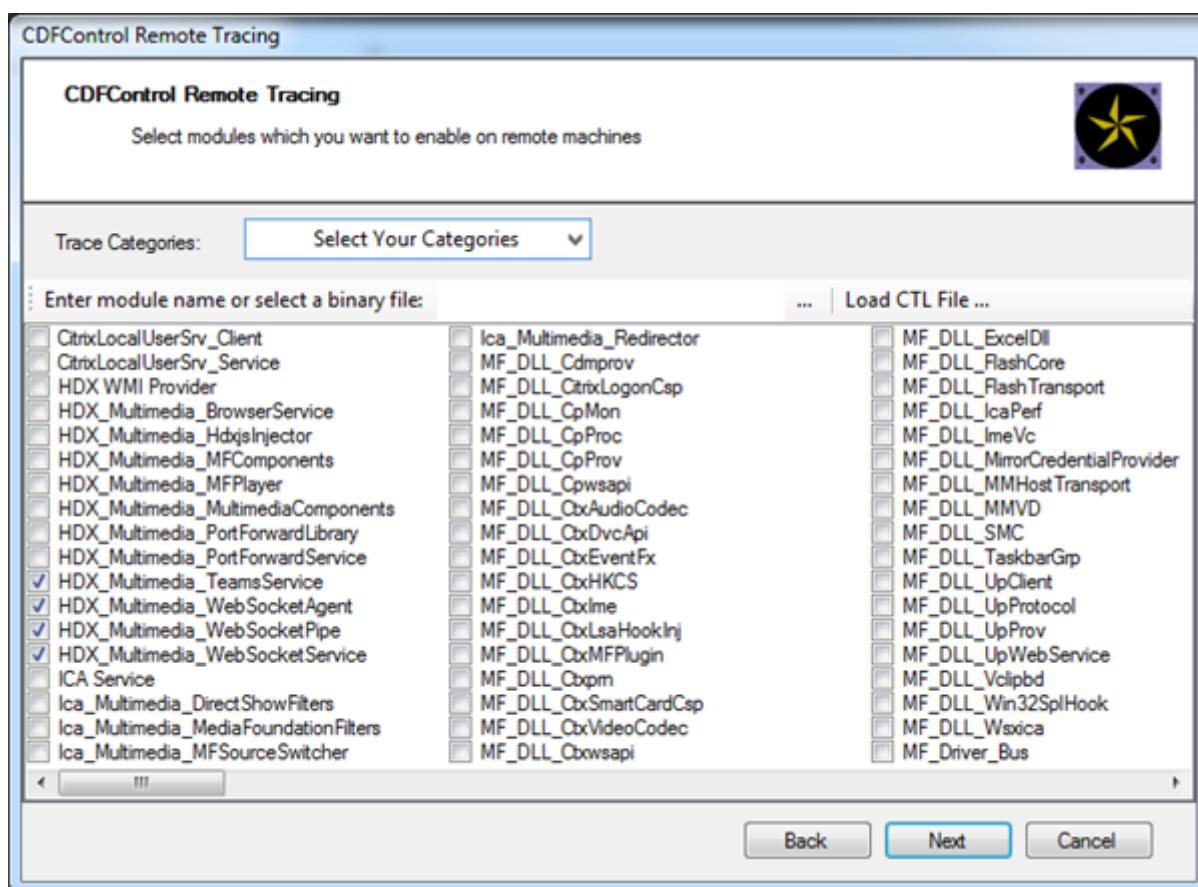 CDFControl Remote Tracing
CDFControl Remote Tracing
Select modules which you want to enable on remote machines
Trace Categories:
Select Your Categories
Enter module name or select a binary file:
...
Load CTL File ...
CitrixLocalUserSrv_Client
CitrixLocalUserSrv_Service
HDX WMI Provider
HDX_Multimedia_BrowserService
HDX_Multimedia_HdxjsInjector
HDX_Multimedia_MFComponents
HDX_Multimedia_MFPlayer
HDX_Multimedia_MultimediaComponents
HDX_Multimedia_PortForwardLibrary
HDX_Multimedia_PortForwardService
HDX_Multimedia_TeamsService
HDX_Multimedia_WebSocketAgent
HDX_Multimedia_WebSocketPipe
HDX_Multimedia_WebSocketService
ICA Service
Ica_Multimedia_DirectShowFilters
Ica_Multimedia_MediaFoundationFilters
Ica_Multimedia_MFSourceSwitcher
Ica_Multimedia_Redirector
MF_DLL_Cdmprov
MF_DLL_CitrixLogonCsp
MF_DLL_CpMon
MF_DLL_CpProc
MF_DLL_CpProv
MF_DLL_Cpwsapi
MF_DLL_CtxAudioCodec
MF_DLL_CtxDvcApi
MF_DLL_CtxEventFx
MF_DLL_CtxHKCS
MF_DLL_CtxIme
MF_DLL_CtxLsaHookInj
MF_DLL_CtxMFPlugin
MF_DLL_Ctxpm
MF_DLL_CtxSmartCardCsp
MF_DLL_CtxVideoCodec
MF_DLL_Ctxwsapi
MF_DLL_ExcelDll
MF_DLL_FlashCore
MF_DLL_FlashTransport
MF_DLL_IcaPerf
MF_DLL_ImeVc
MF_DLL_MirrorCredentialProvider
MF_DLL_MMHostTransport
MF_DLL_MMVD
MF_DLL_SMC
MF_DLL_TaskbarGrp
MF_DLL_UpClient
MF_DLL_UpProtocol
MF_DLL_UpProv
MF_DLL_UpWebService
MF_DLL_Vclipbd
MF_DLL_Win32SplHook
MF_DLL_Wsxica
MF_Driver_Bus
Back
Next
Cancel